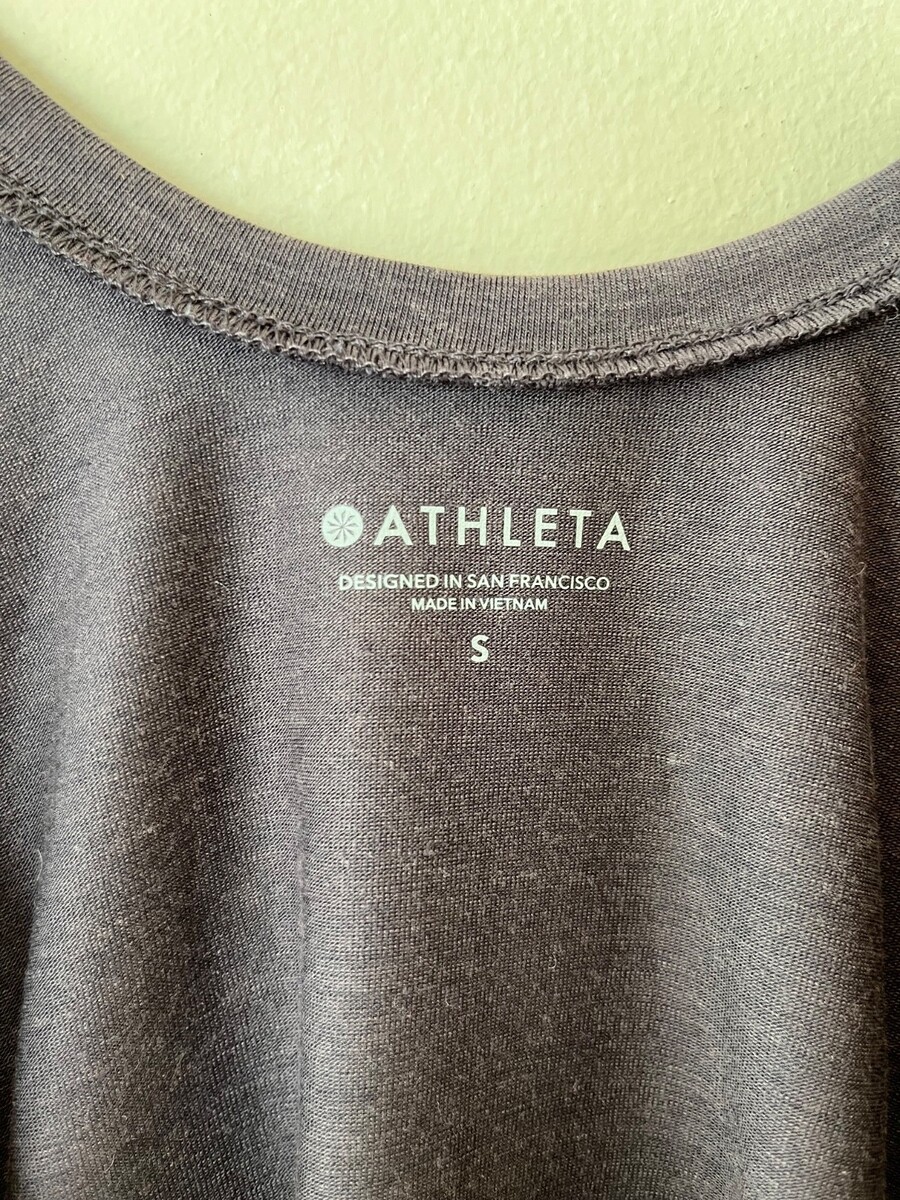 ATHLETA
DESIGNED IN SAN FRANCISCO
MADE IN VIETNAM
S